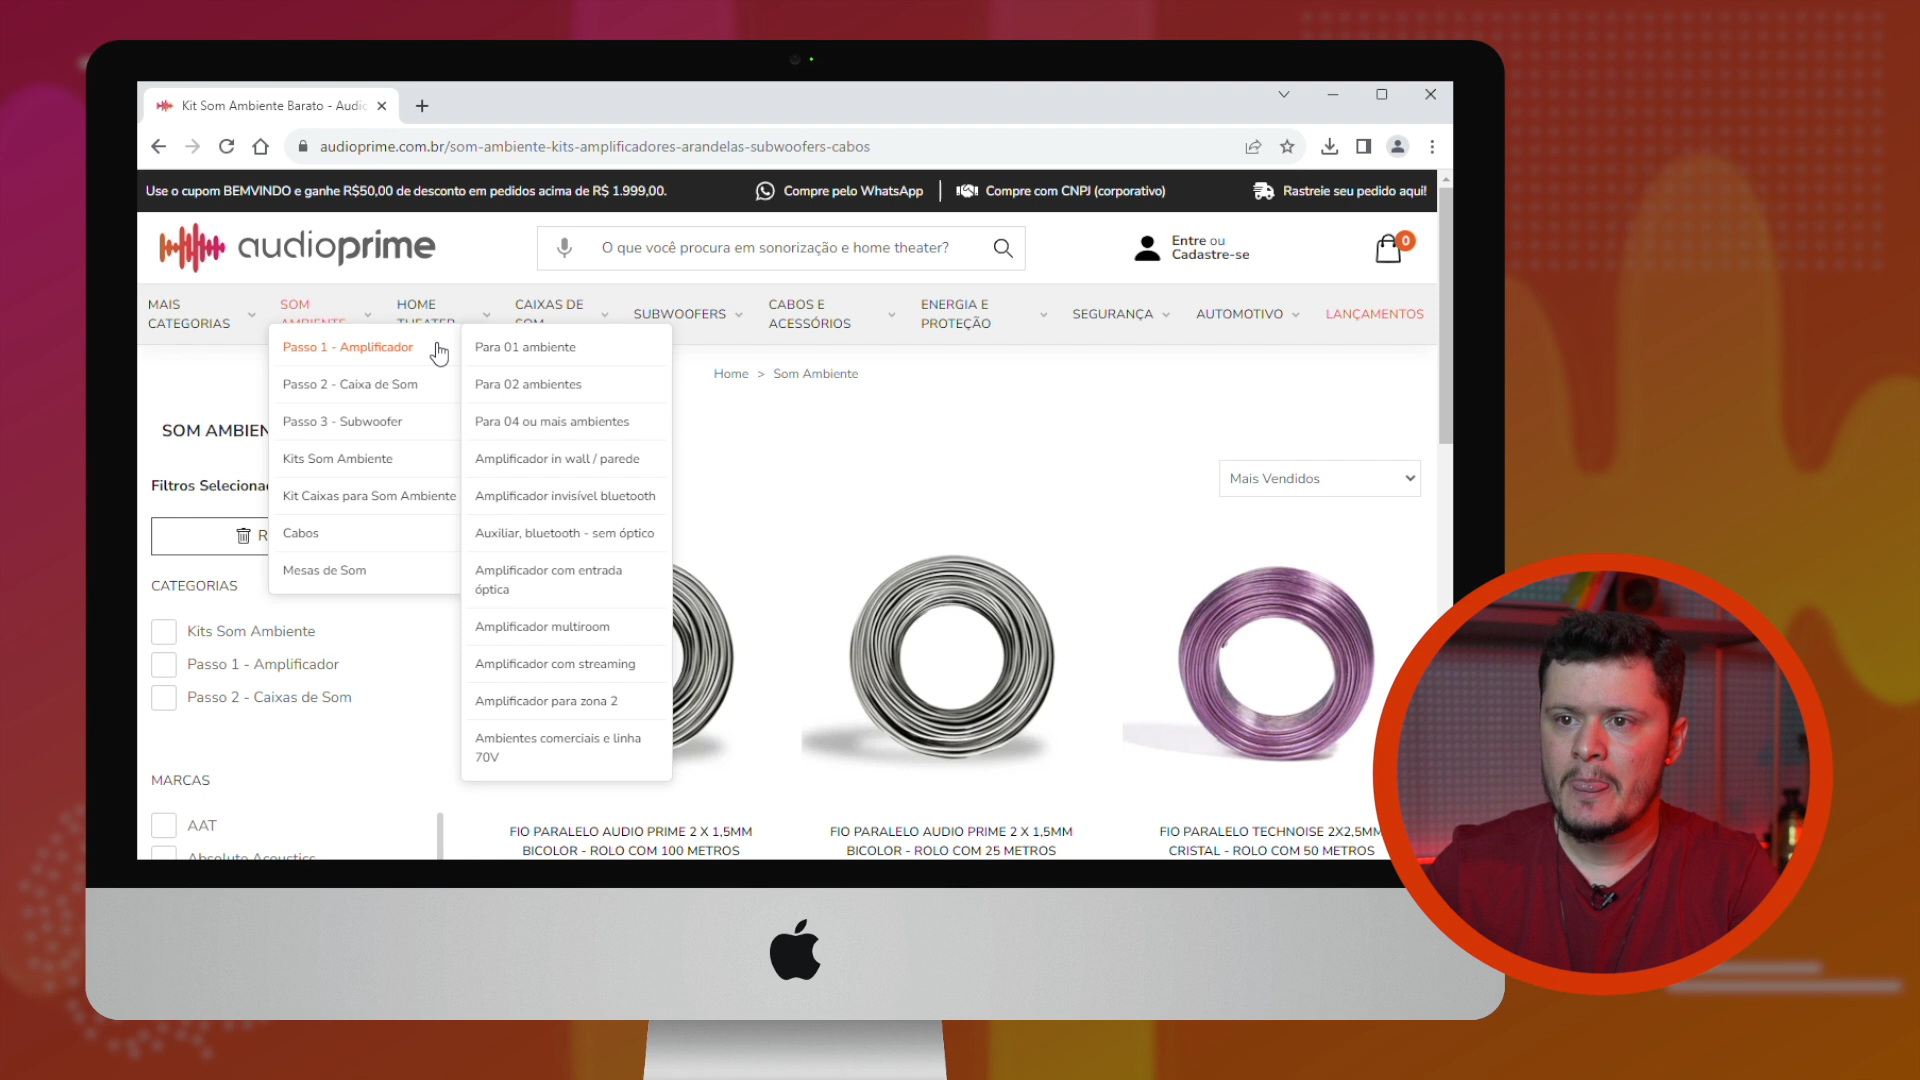 Kit Som Ambiente Barato - Audio
audioprime.com.br/som-ambiente-kits-amplificadores-arandelas-subwoofers-cabos
Use o cupom BEMVINDO e ganhe R$50,00 de desconto em pedidos acima de R$ 1.999,00.
Compre pelo WhatsApp
Compre com CNPJ (corporativo)
Rastreie seu pedido aqui!
audioprime
O que você procura em sonorização e home theater?
Entre ou
Cadastre-se
0
MAIS
CATEGORIAS
SOM
AMBIENTE
HOME
THEATER
CAIXAS DE
SOM
SUBWOOFERS
CABOS E
ACESSÓRIOS
ENERGIA E
PROTEÇÃO
SEGURANÇA
AUTOMOTIVO
LANÇAMENTOS
Passo 1 - Amplificador
Passo 2 - Caixa de Som
Passo 3 - Subwoofer
Kits Som Ambiente
Kit Caixas para Som Ambiente
Cabos
Mesas de Som
Para 01 ambiente
Para 02 ambientes
Para 04 ou mais ambientes
Amplificador in wall / parede
Amplificador invisível bluetooth
Auxiliar, bluetooth - sem óptico
Amplificador com entrada
óptica
Amplificador multiroom
Amplificador com streaming
Amplificador para zona 2
Ambientes comerciais e linha
70V
Home > Som Ambiente
SOM AMBIEN
Filtros Seleciona
R
Mais Vendidos
CATEGORIAS
Kits Som Ambiente
Passo 1 - Amplificador
Passo 2 - Caixas de Som
MARCAS
AAT
Absolute Acoustics
FIO PARALELO AUDIO PRIME 2 X 1,5MM
BICOLOR - ROLO COM 100 METROS
FIO PARALELO AUDIO PRIME 2 X 1,5MM
BICOLOR - ROLO COM 25 METROS
FIO PARALELO TECHNOISE 2X2,5MM
CRISTAL - ROLO COM 50 METROS